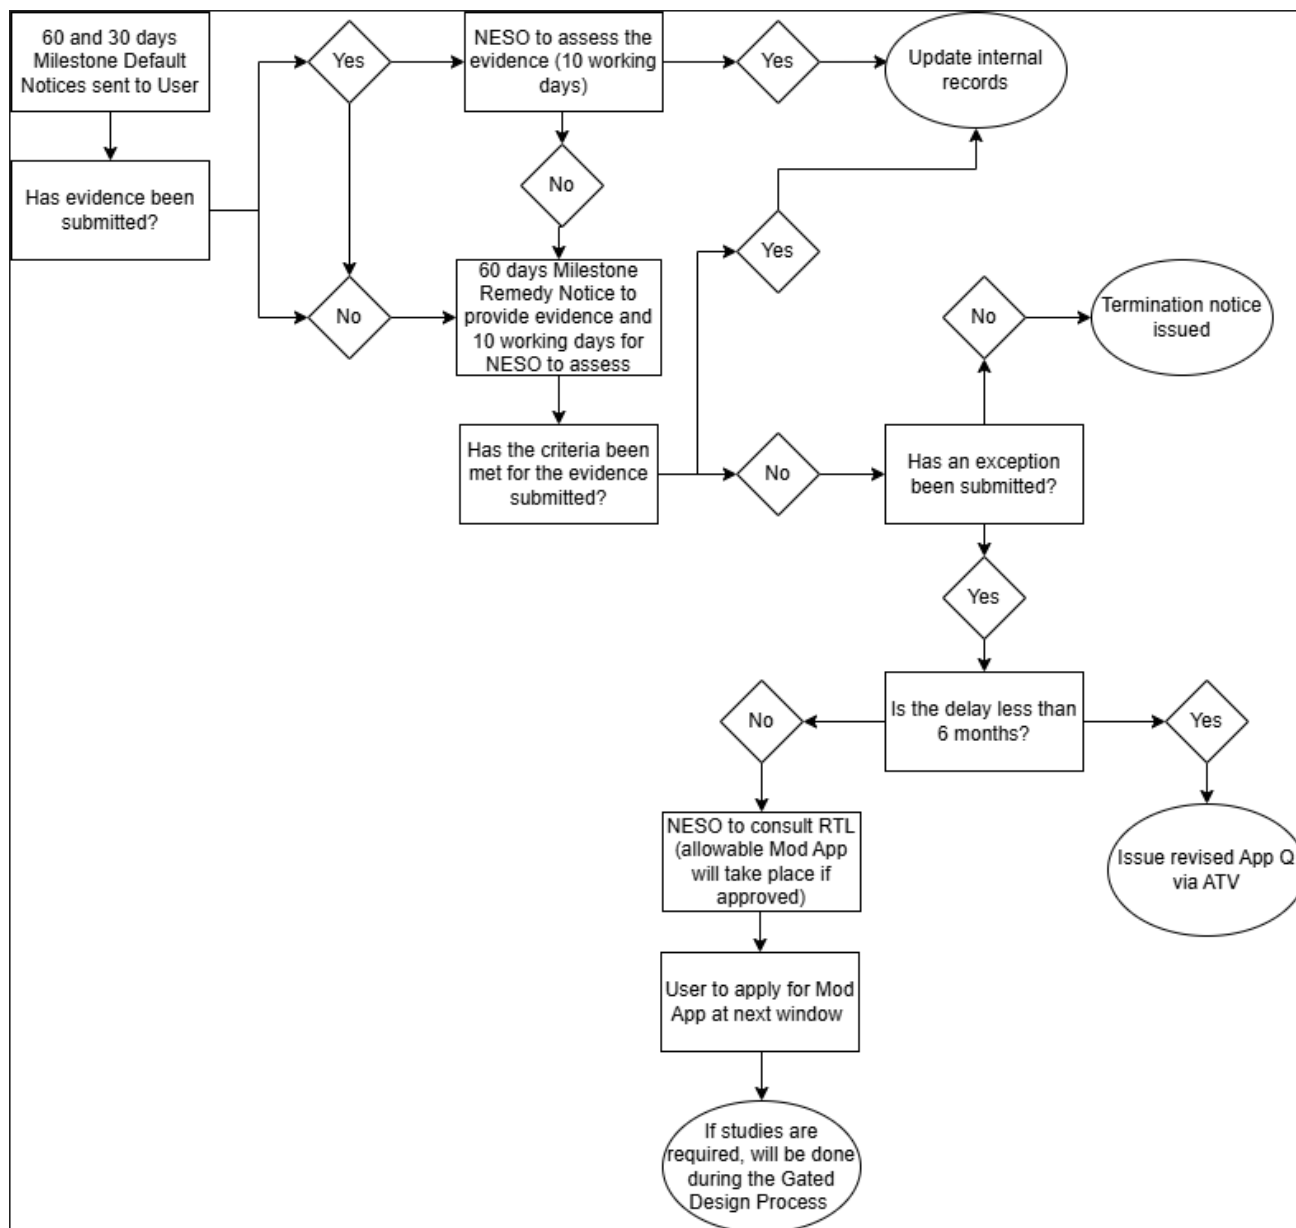 60 and 30 days
Milestone Default
Notices sent to User
Yes
NESO to assess the
evidence (10 working
days)
Yes
Update internal
records
Has evidence been
submitted?
No
Yes
No
60 days Milestone
Remedy Notice to
provide evidence and
10 working days for
NESO to assess
No
Termination notice
issued
Has the criteria been
met for the evidence
submitted?
No
Has an exception
been submitted?
Yes
No
Is the delay less than
6 months?
Yes
NESO to consult RTL
(allowable Mod App
will take place if
approved)
Issue revised App Q
via ATV
User to apply for Mod
App at next window
If studies are
required, will be done
during the Gated
Design Process